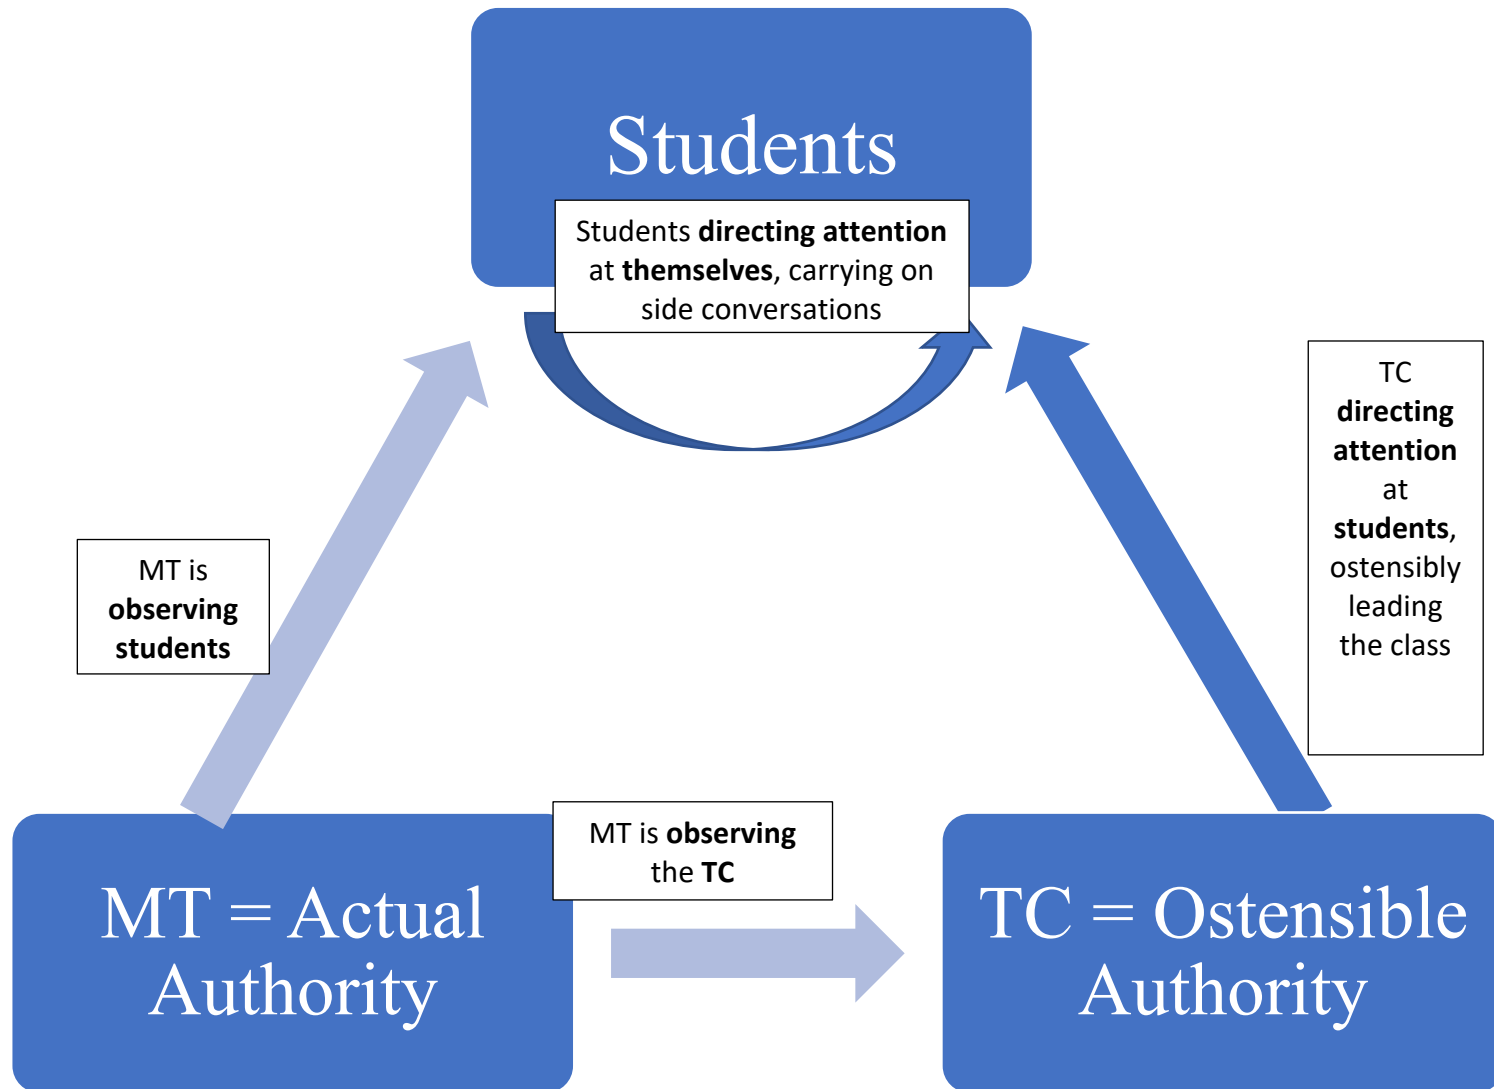 Students
Students directing attention
at themselves, carrying on
side conversations
TC
directing
attention
at
students,
ostensibly
leading
the class
MT is
observing
students
MT is observing
the TC
MT = Actual
Authority
TC = Ostensible
Authority